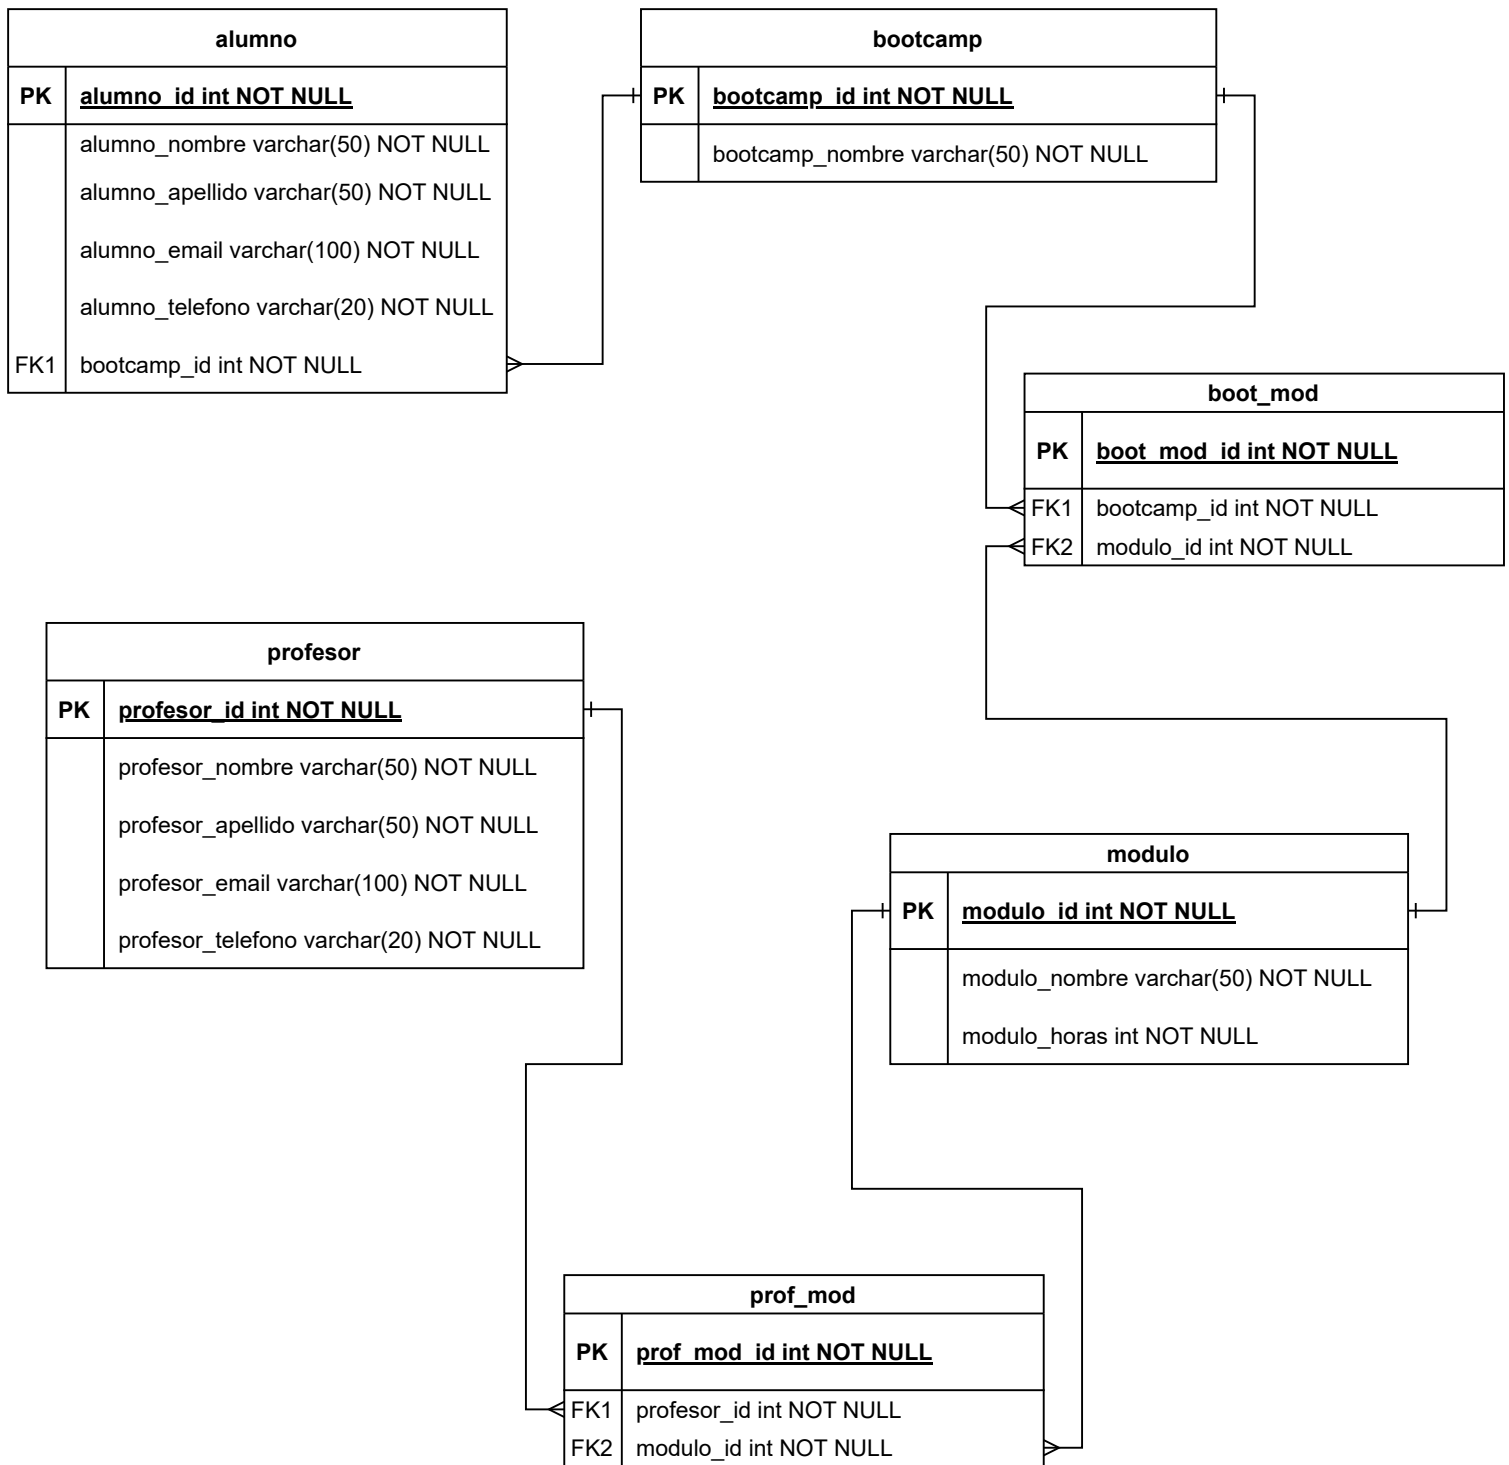 alumno
PK alumno_id int NOT NULL
alumno_nombre varchar(50) NOT NULL
alumno_apellido varchar(50) NOT NULL
alumno_email varchar(100) NOT NULL
alumno_telefono varchar(20) NOT NULL
FK1 bootcamp_id int NOT NULL
bootcamp
PK bootcamp_id int NOT NULL
bootcamp_nombre varchar(50) NOT NULL
boot_mod
PK boot_mod_id int NOT NULL
FK1 bootcamp_id int NOT NULL
FK2 modulo_id int NOT NULL
profesor
PK profesor_id int NOT NULL
profesor_nombre varchar(50) NOT NULL
profesor_apellido varchar(50) NOT NULL
profesor_email varchar(100) NOT NULL
profesor_telefono varchar(20) NOT NULL
modulo
PK modulo_id int NOT NULL
modulo_nombre varchar(50) NOT NULL
modulo_horas int NOT NULL
prof_mod
PK prof_mod_id int NOT NULL
FK1 profesor_id int NOT NULL
FK2 modulo_id int NOT NULL